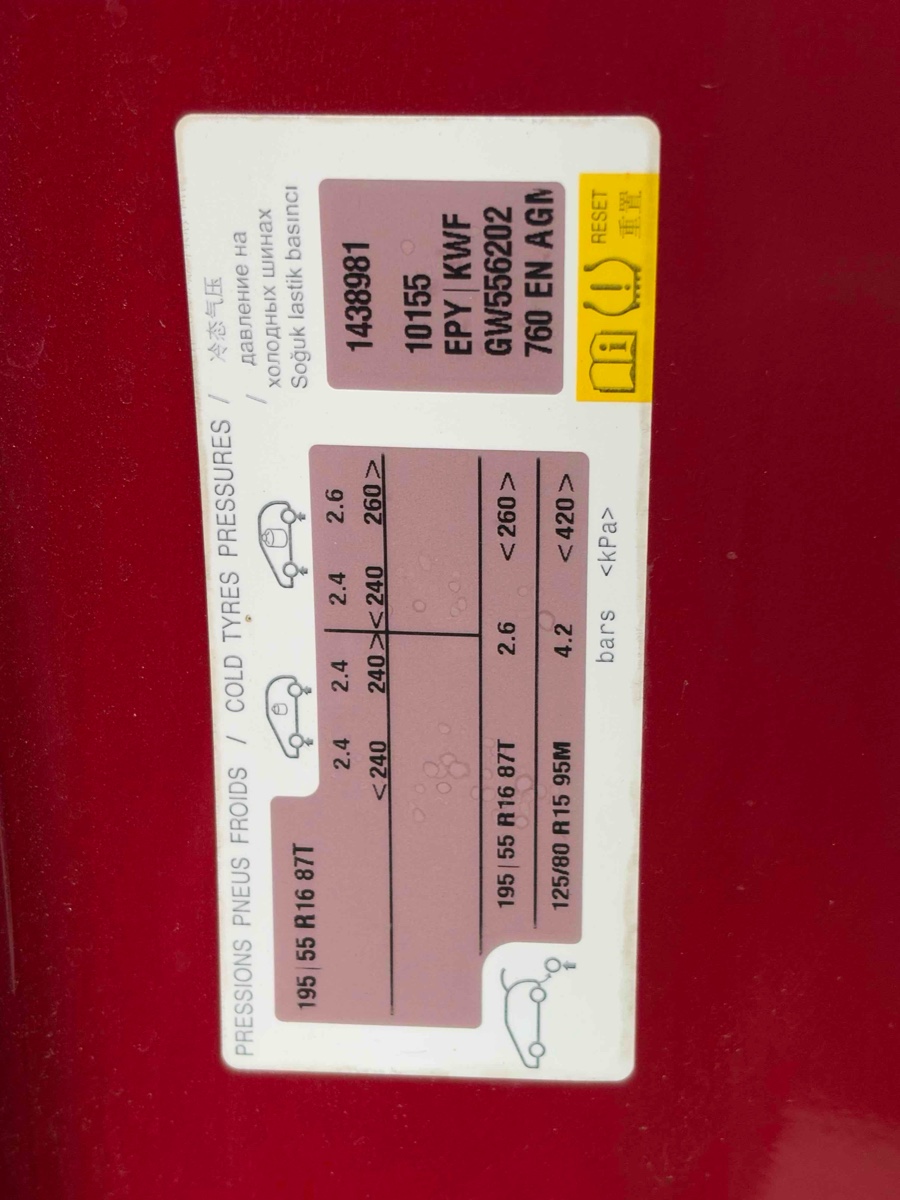 PRESSIONS PNEUS FROIDS / COLD TYRES PRESSURES / 冷态气压
/ давление на
холодных шинах
Soğuk lastik basıncı
195|55 R16 87T
2.4 2.4 2.4 2.6
<240 240> <240 260>
195|55 R16 87T 2.6 <260>
125/80 R15 95M 4.2 <420>
bars <kPa>
1438981
10155
EPY|KWF
GW556202
760 EN AGN
RESET
重置